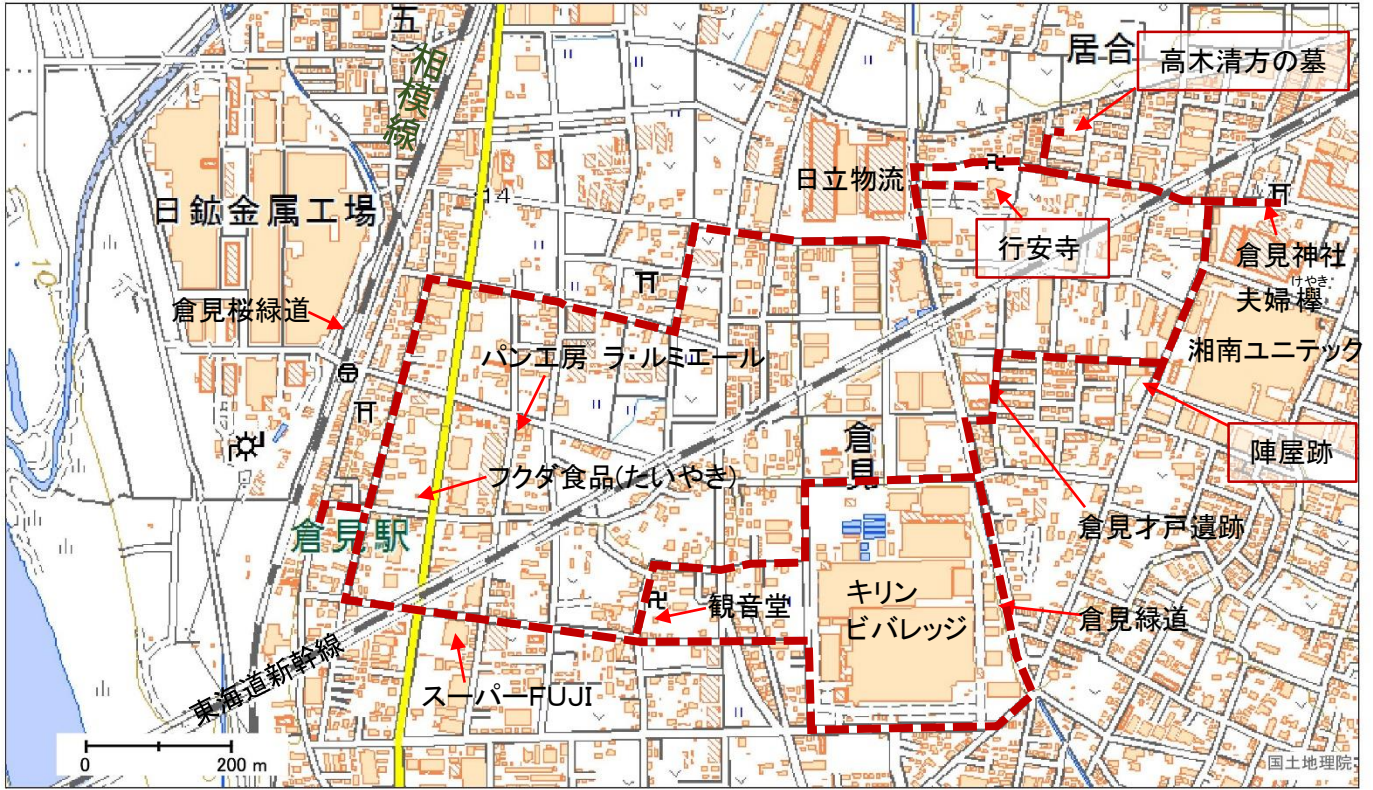 五
相模線
居合
高木清方の墓
日立物流
14
日鉱金属工場
10
行安寺
倉見神社
けやき
夫婦欅
倉見桜緑道
湘南ユニテック
パン工房 ラ・ルミエール
倉見
陣屋跡
フクダ食品(たいやき)
倉見才戸遺跡
倉見駅
キリン
ビバレッジ
観音堂
倉見緑道
東海道新幹線
スーパーFUJI
0
200 m
国土地理院